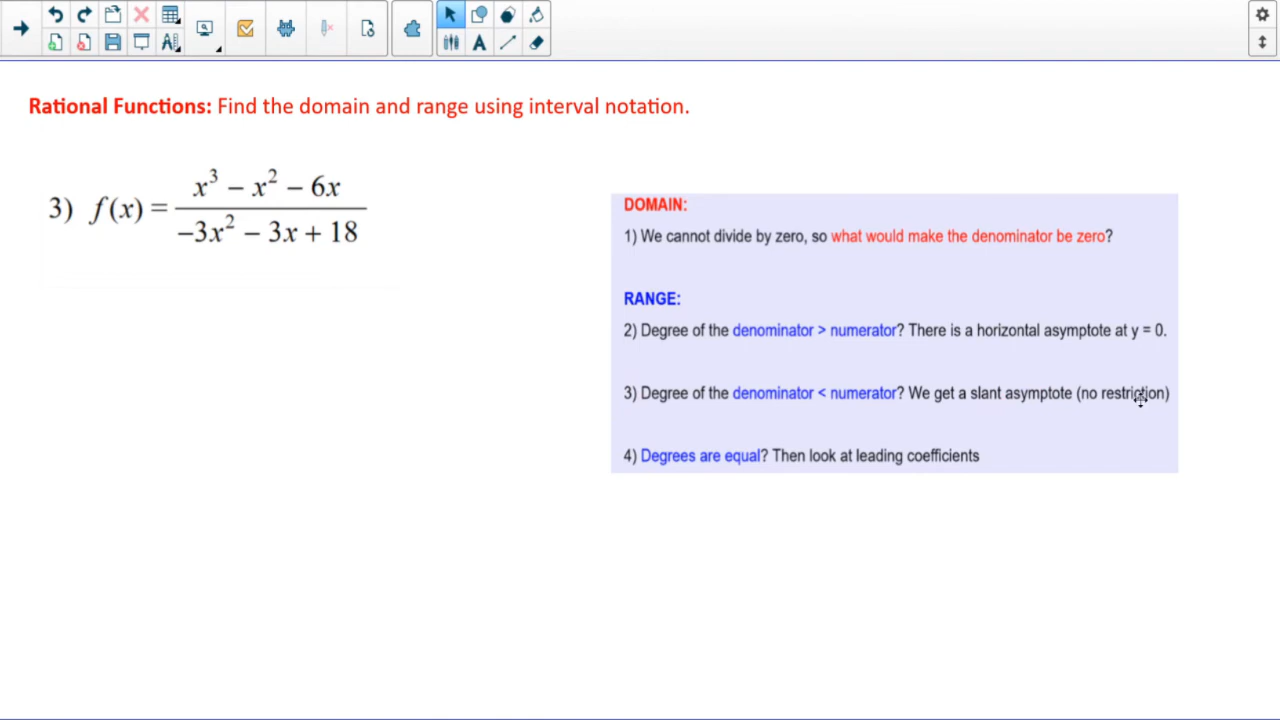 Rational Functions: Find the domain and range using interval notation.
3) f(x) = (x³ − x² − 6x) / (−3x² − 3x + 18)
DOMAIN:
1) We cannot divide by zero, so what would make the denominator be zero?
RANGE:
2) Degree of the denominator > numerator? There is a horizontal asymptote at y = 0.
3) Degree of the denominator < numerator? We get a slant asymptote (no restriction)
4) Degrees are equal? Then look at leading coefficients